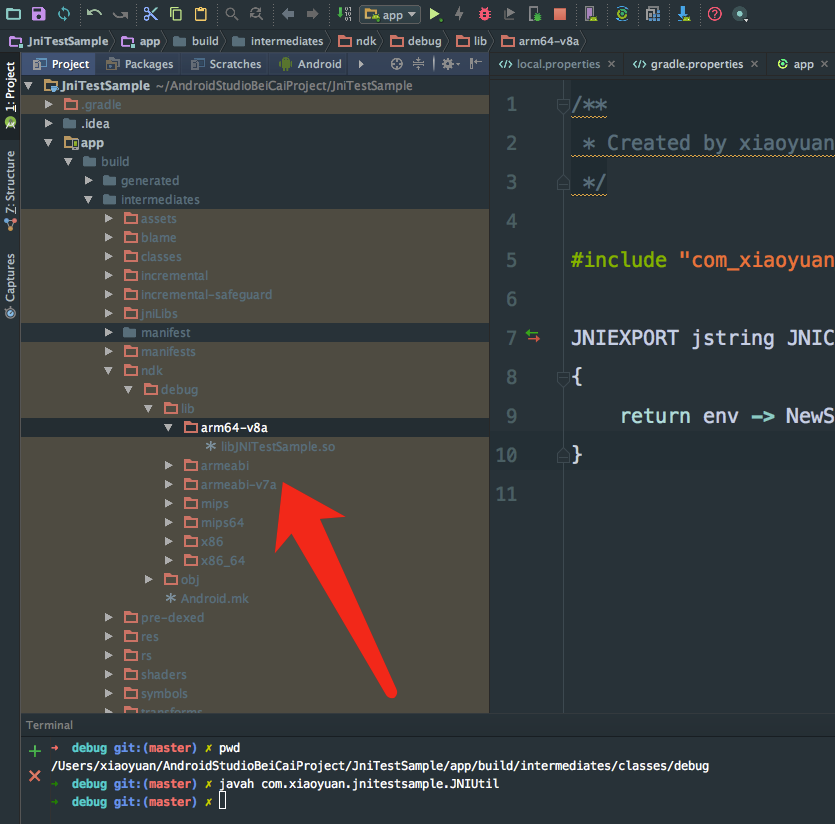 app
JniTestSample app build intermediates ndk debug lib arm64-v8a
1: Project
Z: Structure
Captures
Project Packages Scratches Android
local.properties gradle.properties app
JniTestSample ~/AndroidStudioBeiCaiProject/JniTestSample
.gradle
.idea
app
build
generated
intermediates
assets
blame
classes
incremental
incremental-safeguard
jniLibs
manifest
manifests
ndk
debug
lib
arm64-v8a
libJNiTestSample.so
armeabi
armeabi-v7a
mips
mips64
x86
x86_64
obj
Android.mk
pre-dexed
res
rs
shaders
symbols
transforms
1 /**
2 * Created by xiaoyuan
3 */
4
5 #include "com_xiaoyuan
6
7 JNIEXPORT jstring JNIC
8 {
9 return env -> NewS
10 }
11
Terminal
+ → debug git:(master) ✗ pwd
/Users/xiaoyuan/AndroidStudioBeiCaiProject/JniTestSample/app/build/intermediates/classes/debug
✕ → debug git:(master) ✗ javah com.xiaoyuan.jnitestsample.JNIUtil
→ debug git:(master) ✗